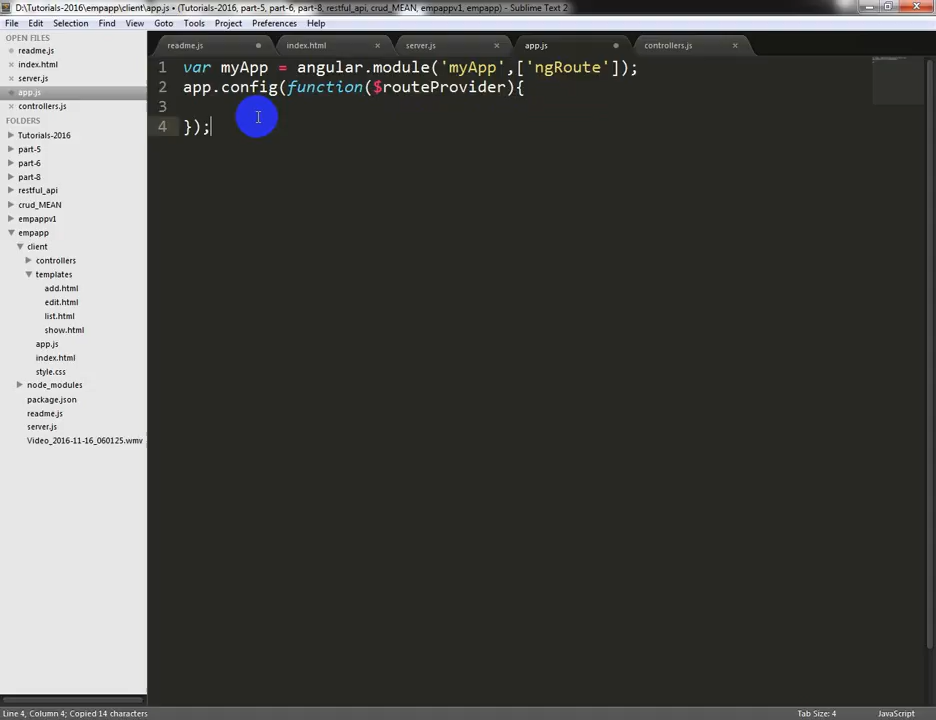 D:\Tutorials-2016\empapp\client\app.js • (Tutorials-2016, part-5, part-6, part-8, restful_api, crud_MEAN, empappv1, empapp) - Sublime Text 2
File Edit Selection Find View Goto Tools Project Preferences Help
OPEN FILES
readme.js
index.html
server.js
app.js
controllers.js
FOLDERS
Tutorials-2016
part-5
part-6
part-8
restful_api
crud_MEAN
empappv1
empapp
client
controllers
templates
add.html
edit.html
list.html
show.html
app.js
index.html
style.css
node_modules
package.json
readme.js
server.js
Video_2016-11-16_060125.wmv
readme.js index.html server.js app.js controllers.js
1 var myApp = angular.module('myApp',['ngRoute']);
2 app.config(function($routeProvider){
3
4 });
Line 4, Column 4; Copied 14 characters Tab Size: 4 JavaScript